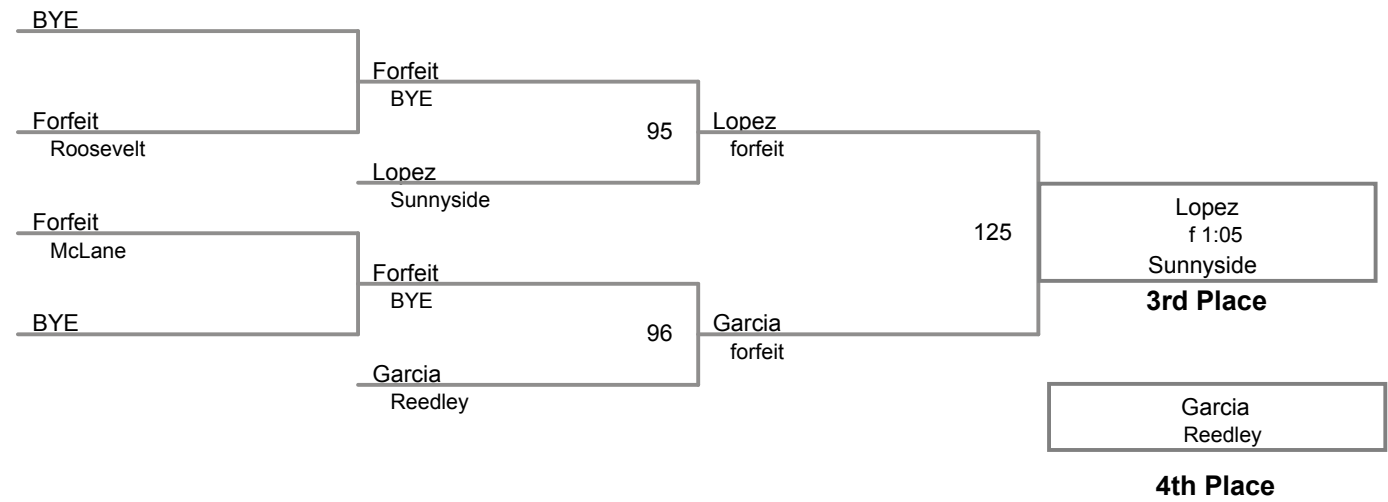 BYE
Forfeit
BYE
Forfeit
Roosevelt
95
Lopez
forfeit
Lopez
Sunnyside
Forfeit
McLane
125
Lopez
f 1:05
Sunnyside
3rd Place
Forfeit
BYE
BYE
96
Garcia
forfeit
Garcia
Reedley
Garcia
Reedley
4th Place